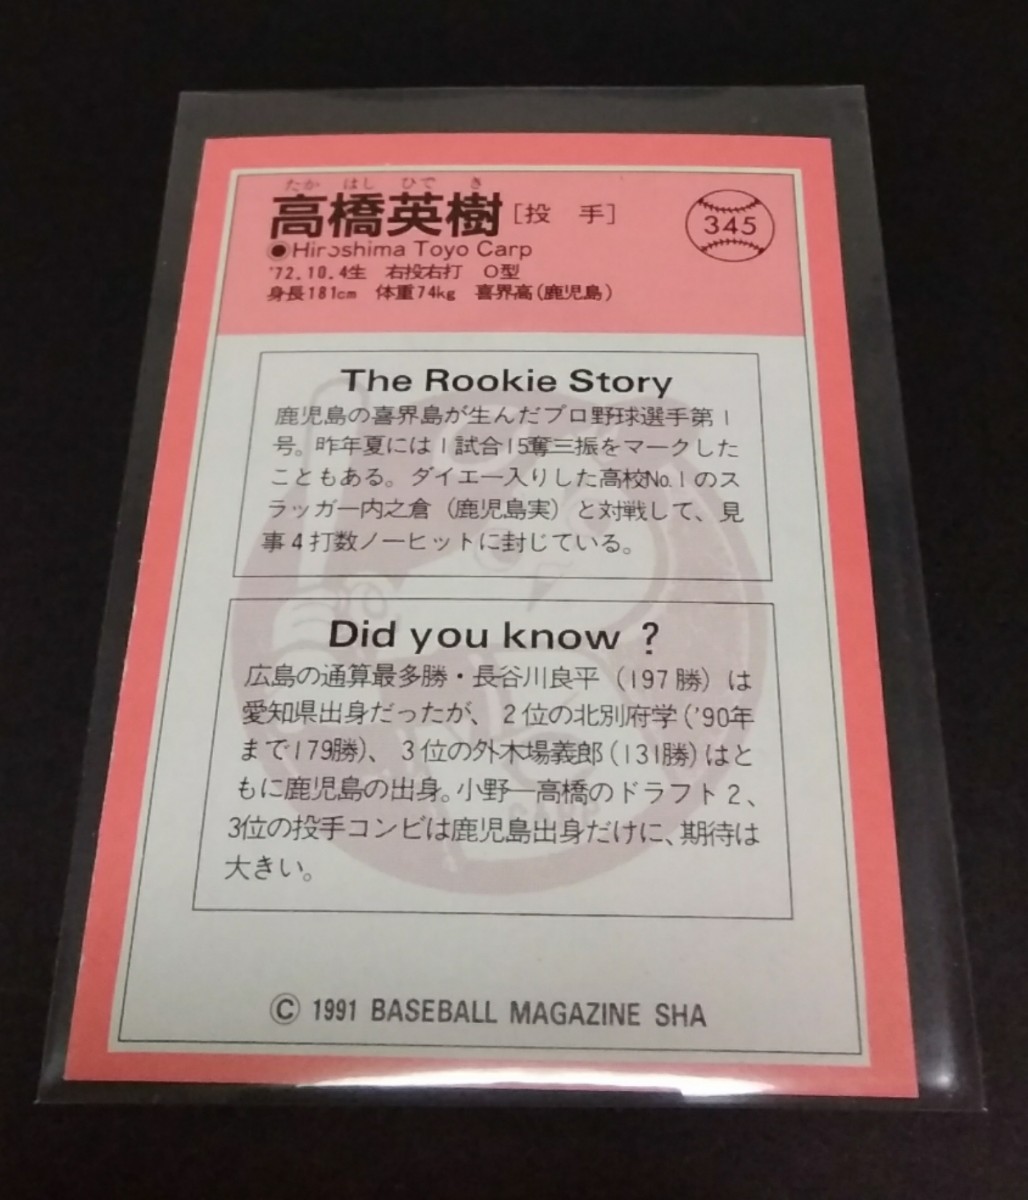 たか はし ひで き
高橋英樹［投 手］
345
●Hiroshima Toyo Carp
'72.10.4生 右投右打 O型
身長181cm 体重74kg 喜界高(鹿児島)
The Rookie Story
鹿児島の喜界島が生んだプロ野球選手第1
号。昨年夏には1試合15奪三振をマークした
こともある。ダイエー入りした高校No.1のス
ラッガー内之倉（鹿児島実）と対戦して、見
事4打数ノーヒットに封じている。
Did you know ?
広島の通算最多勝・長谷川良平（197勝）は
愛知県出身だったが、2位の北別府学('90年
まで179勝)、3位の外木場義郎(131勝)はと
もに鹿児島の出身。小野―高橋のドラフト2、
3位の投手コンビは鹿児島出身だけに、期待は
大きい。
© 1991 BASEBALL MAGAZINE SHA